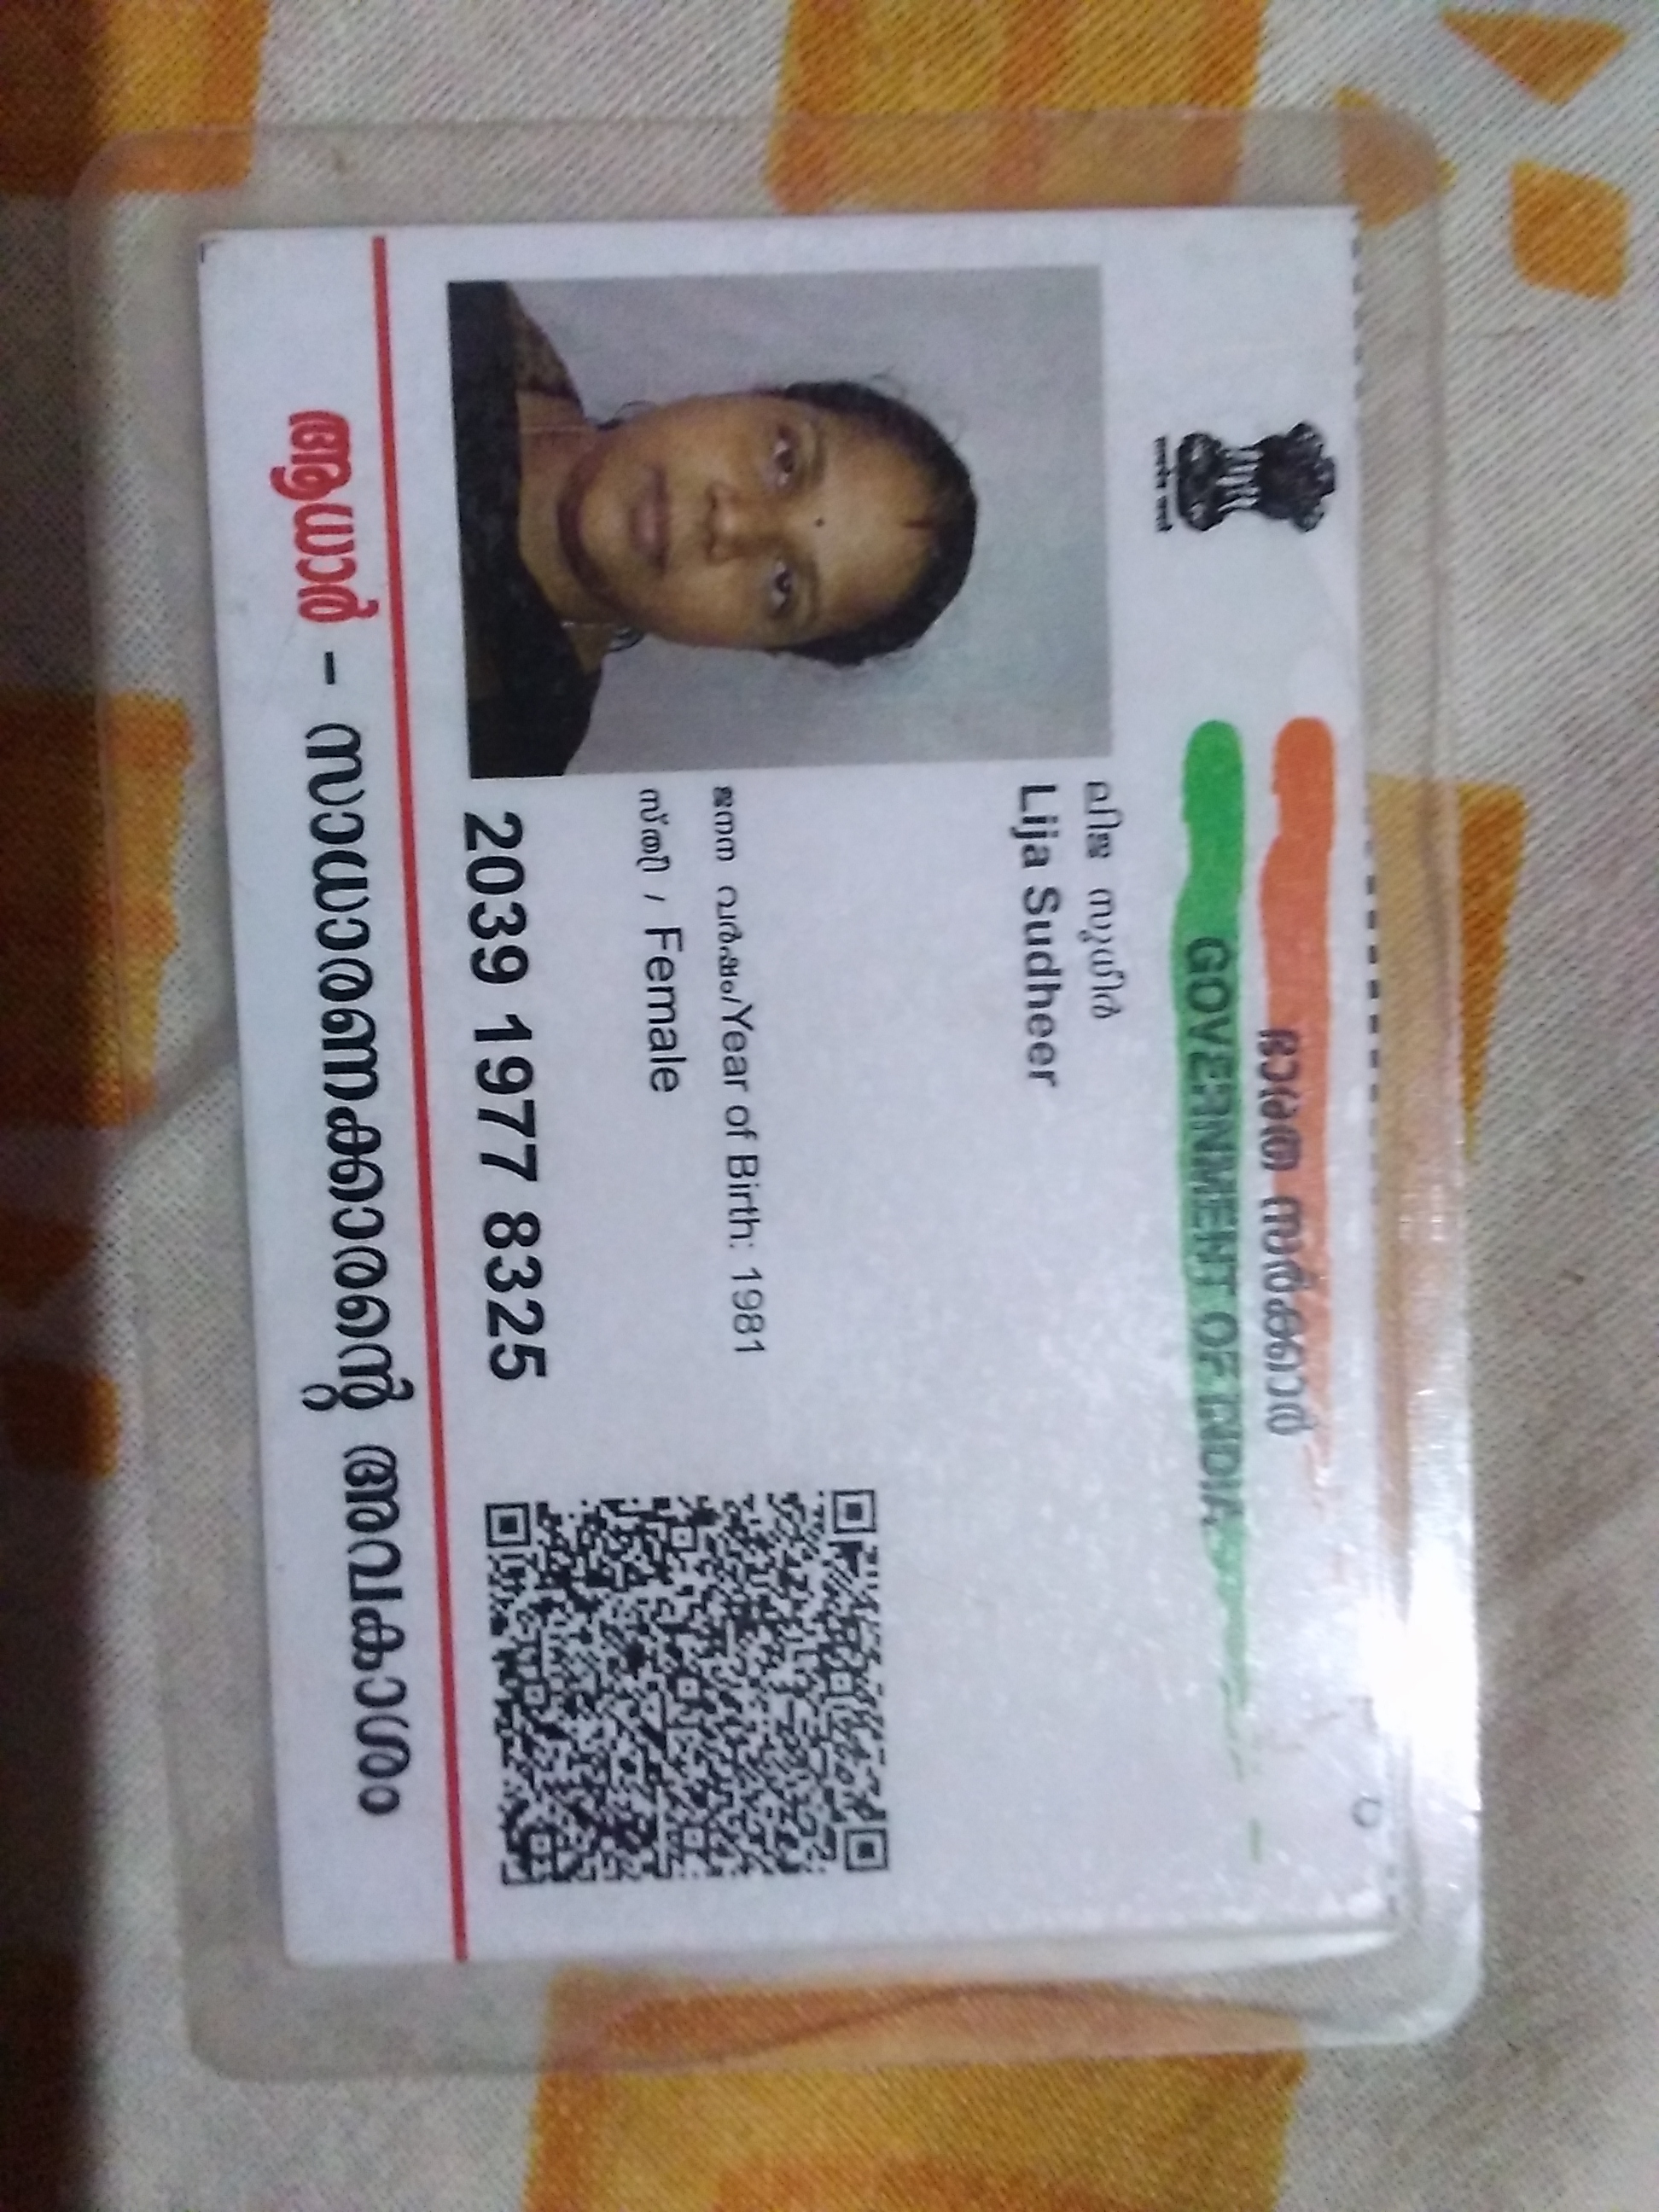 ഭാരത സർക്കാർ
GOVERNMENT OF INDIA
ലിജ സുധീർ
Lija Sudheer
ജനന വർഷം/Year of Birth: 1981
സ്ത്രീ / Female
2039 1977 8325
ആധാർ - സാധാരണക്കാരന്റെ അവകാശം